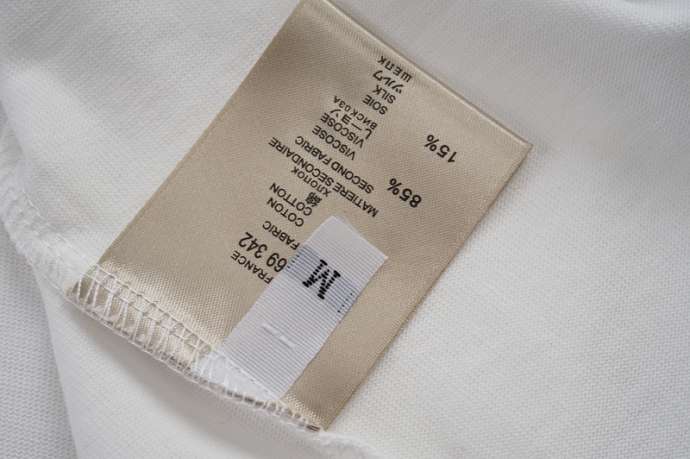 FRANCE
69 342
FABRIC
COTON
COTTON
綿
ХЛОПОК
85%
MATIERE SECONDAIRE
SECOND FABRIC
VISCOSE
VISCOSE
レーヨン
ВИСКОЗА
15%
SOIE
SILK
シルク
ШЕЛК
M